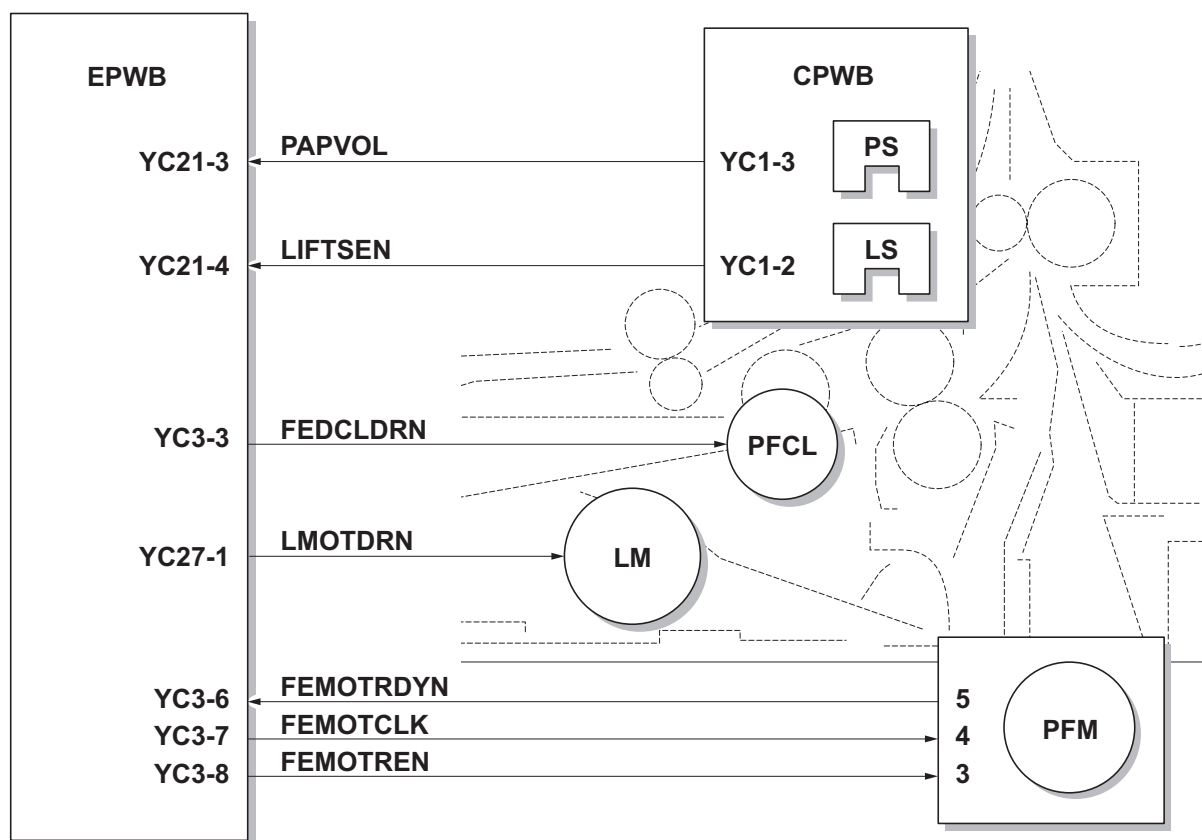 EPWB
CPWB
PS
YC21-3 PAPVOL YC1-3
LS
YC21-4 LIFTSEN YC1-2
YC3-3 FEDCLDRN PFCL
YC27-1 LMOTDRN LM
YC3-6 FEMOTRDYN 5
YC3-7 FEMOTCLK 4 PFM
YC3-8 FEMOTREN 3